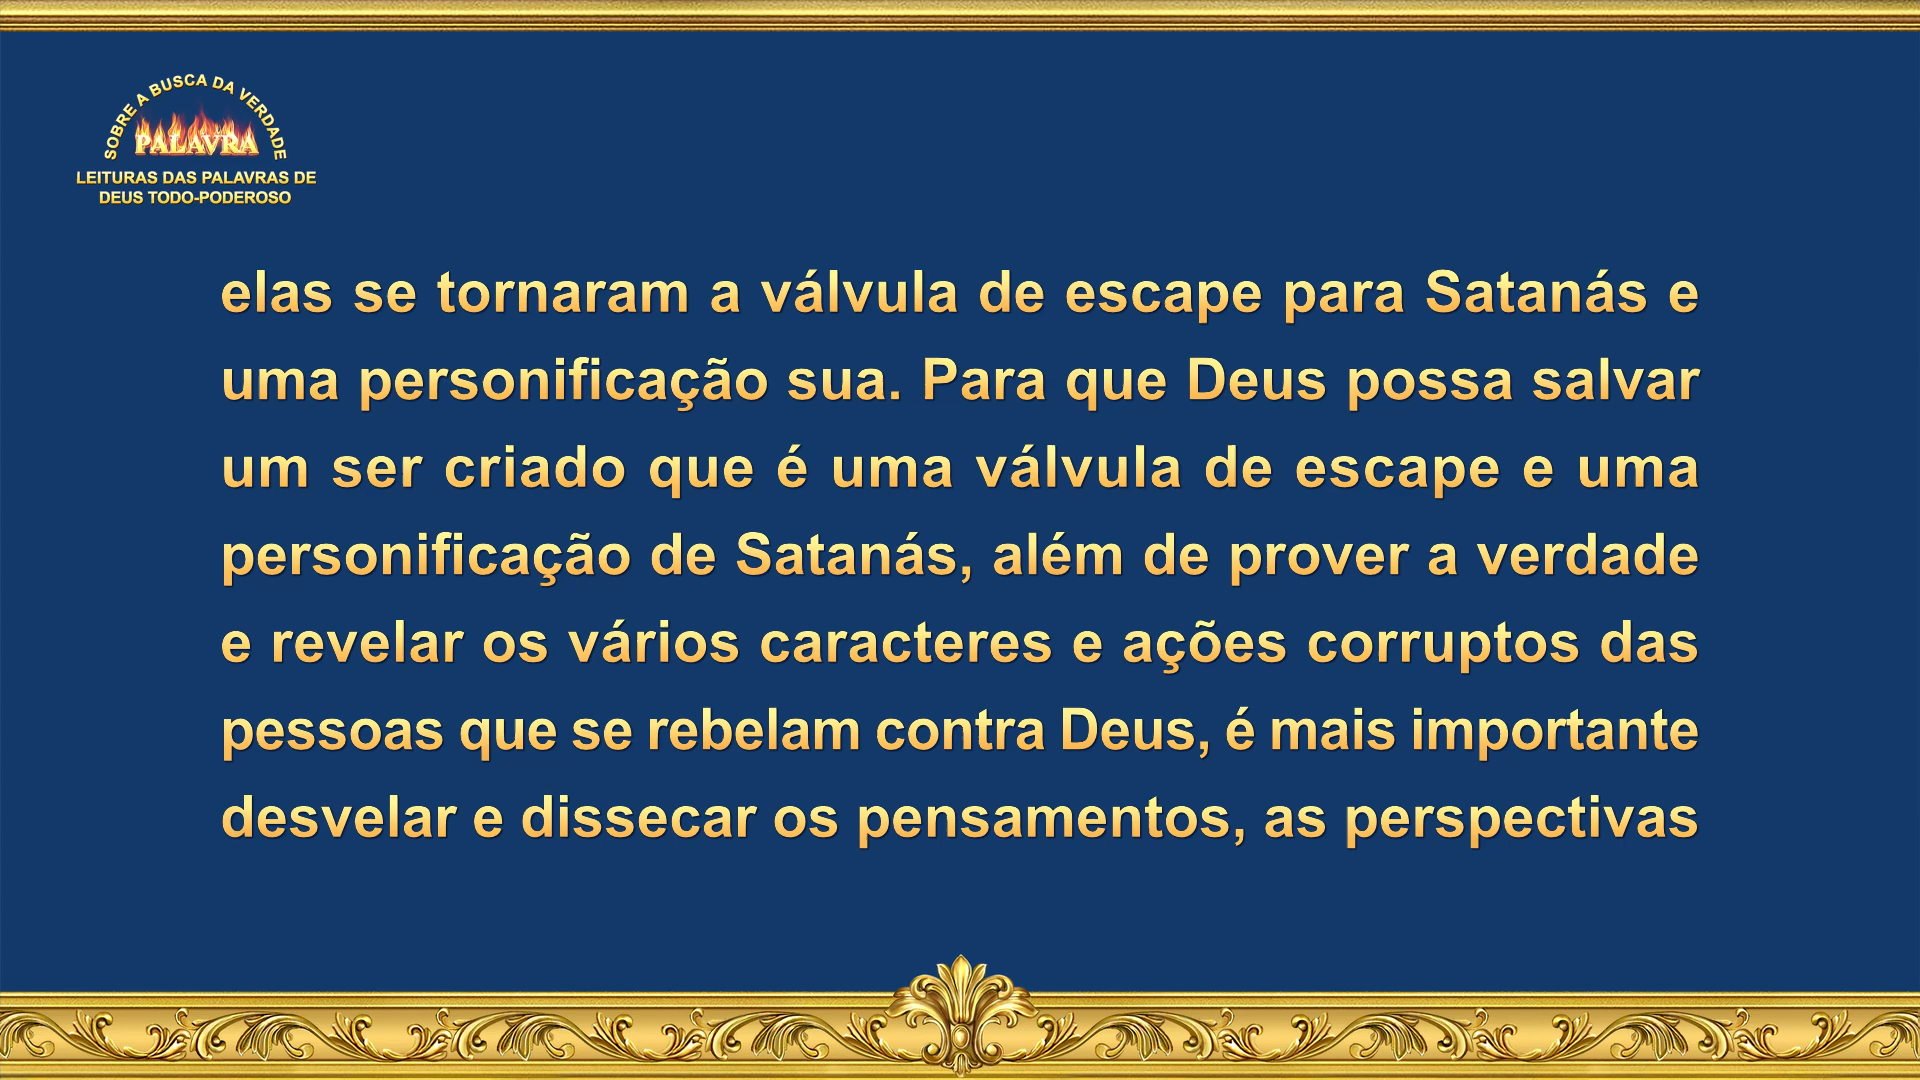 SOBRE A BUSCA DA VERDADE
PALAVRA
LEITURAS DAS PALAVRAS DE
DEUS TODO-PODEROSO
elas se tornaram a válvula de escape para Satanás e
uma personificação sua. Para que Deus possa salvar
um ser criado que é uma válvula de escape e uma
personificação de Satanás, além de prover a verdade
e revelar os vários caracteres e ações corruptos das
pessoas que se rebelam contra Deus, é mais importante
desvelar e dissecar os pensamentos, as perspectivas